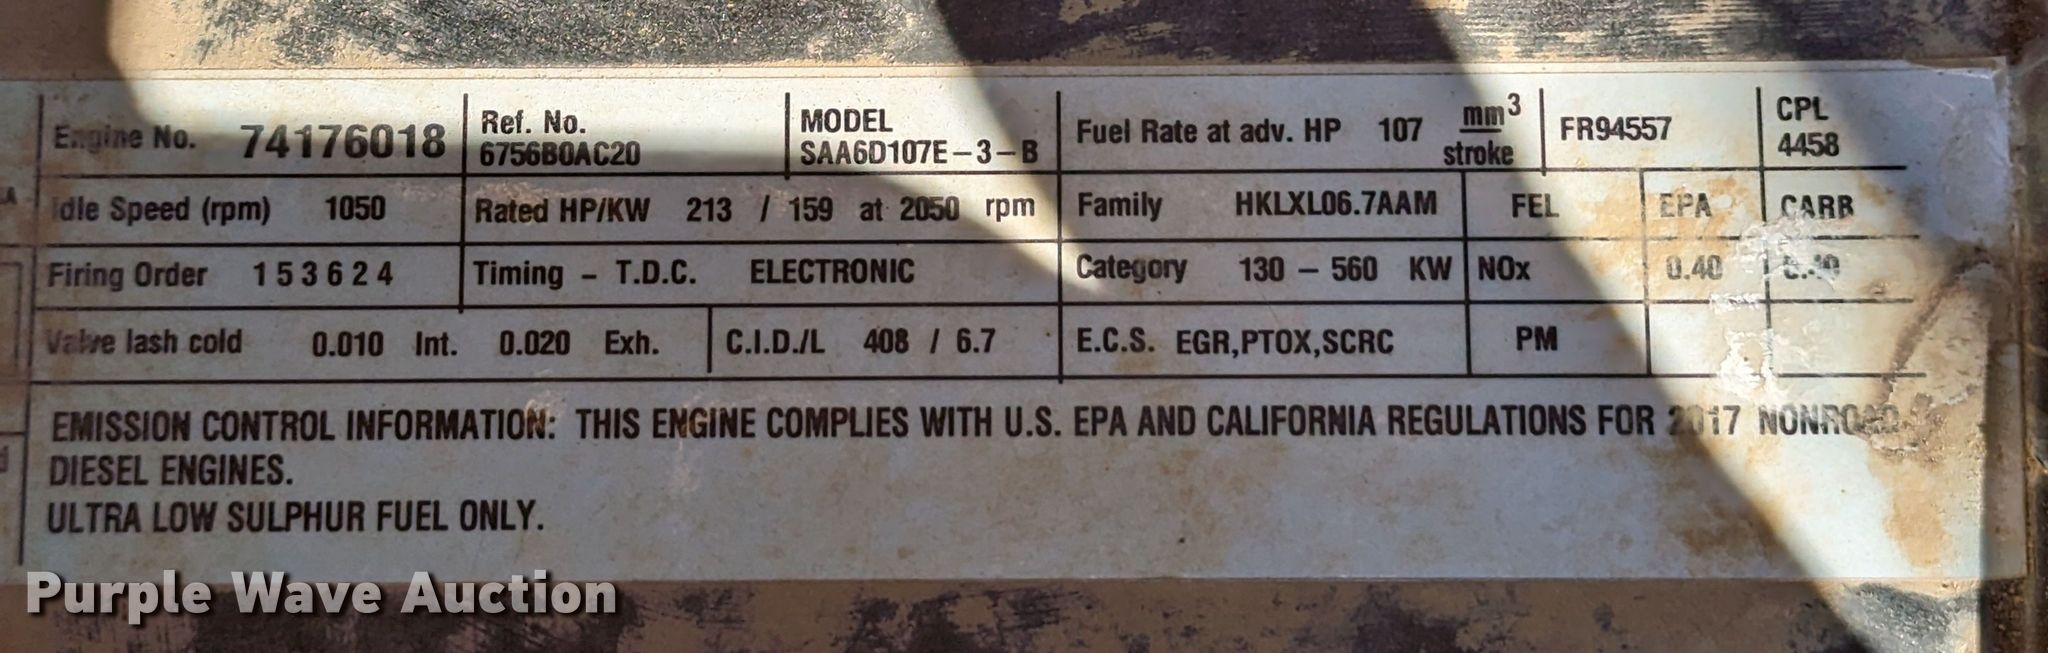 Engine No. 74176018 Ref. No. 6756B0AC20 MODEL SAA6D107E-3-B Fuel Rate at adv. HP 107 mm³/stroke FR94557 CPL 4458
Idle Speed (rpm) 1050 Rated HP/KW 213 / 159 at 2050 rpm Family HKLXL06.7AAM FEL EPA CARB
Firing Order 1 5 3 6 2 4 Timing - T.D.C. ELECTRONIC Category 130 - 560 KW NOx 0.40 0.40
Valve lash cold 0.010 Int. 0.020 Exh. C.I.D./L 408 / 6.7 E.C.S. EGR,PTOX,SCRC PM
EMISSION CONTROL INFORMATION: THIS ENGINE COMPLIES WITH U.S. EPA AND CALIFORNIA REGULATIONS FOR 2017 NONROAD
DIESEL ENGINES.
ULTRA LOW SULPHUR FUEL ONLY.
Purple Wave Auction